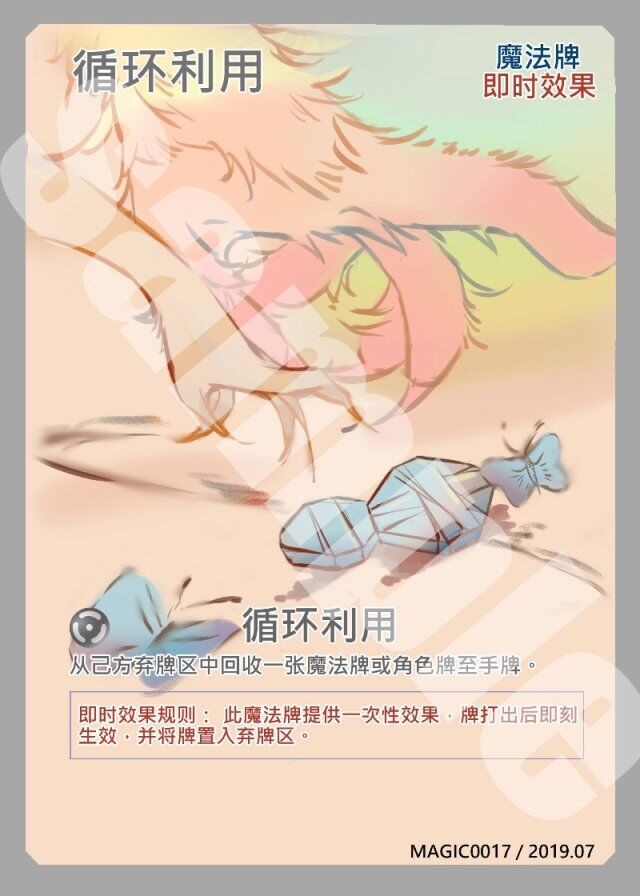 循环利用
魔法牌
即时效果
循环利用
从己方弃牌区中回收一张魔法牌或角色牌至手牌。
即时效果规则： 此魔法牌提供一次性效果，牌打出后即刻
生效，并将牌置入弃牌区。
MAGIC0017 / 2019.07